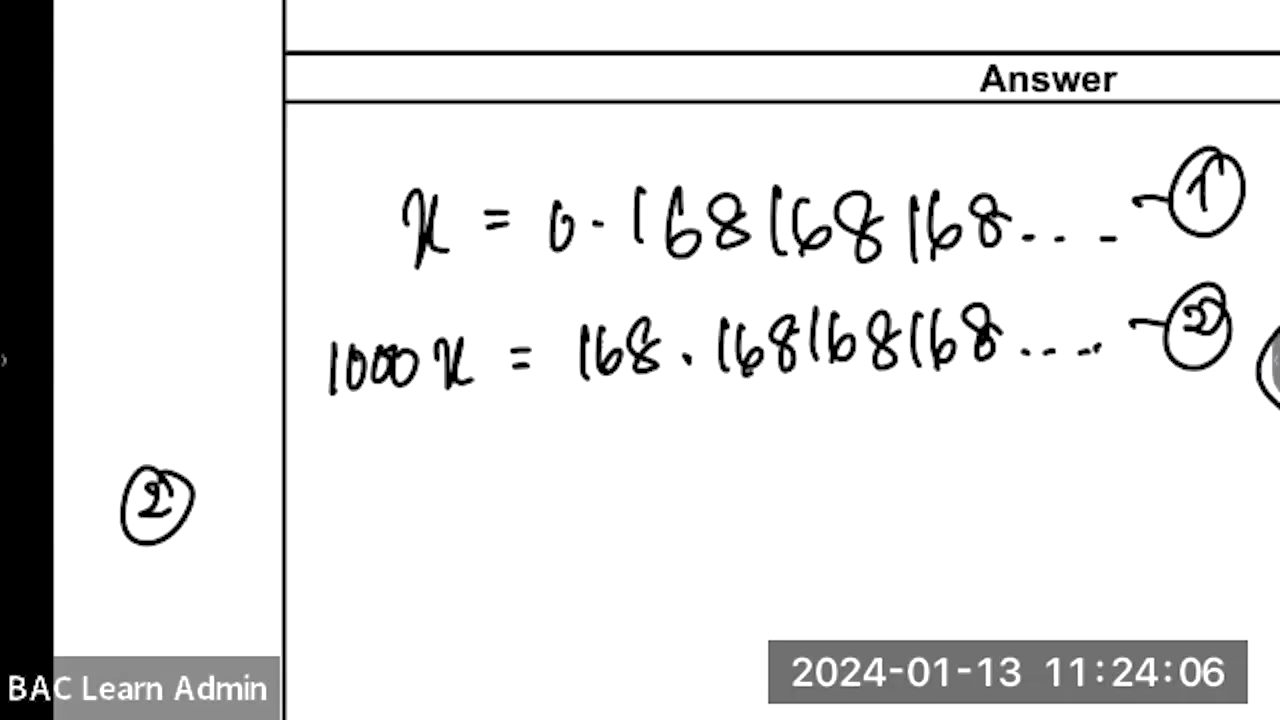 Answer
x = 0.168168168... - ①
1000x = 168.168168168.... - ②
②
2024-01-13 11:24:06
BAC Learn Admin